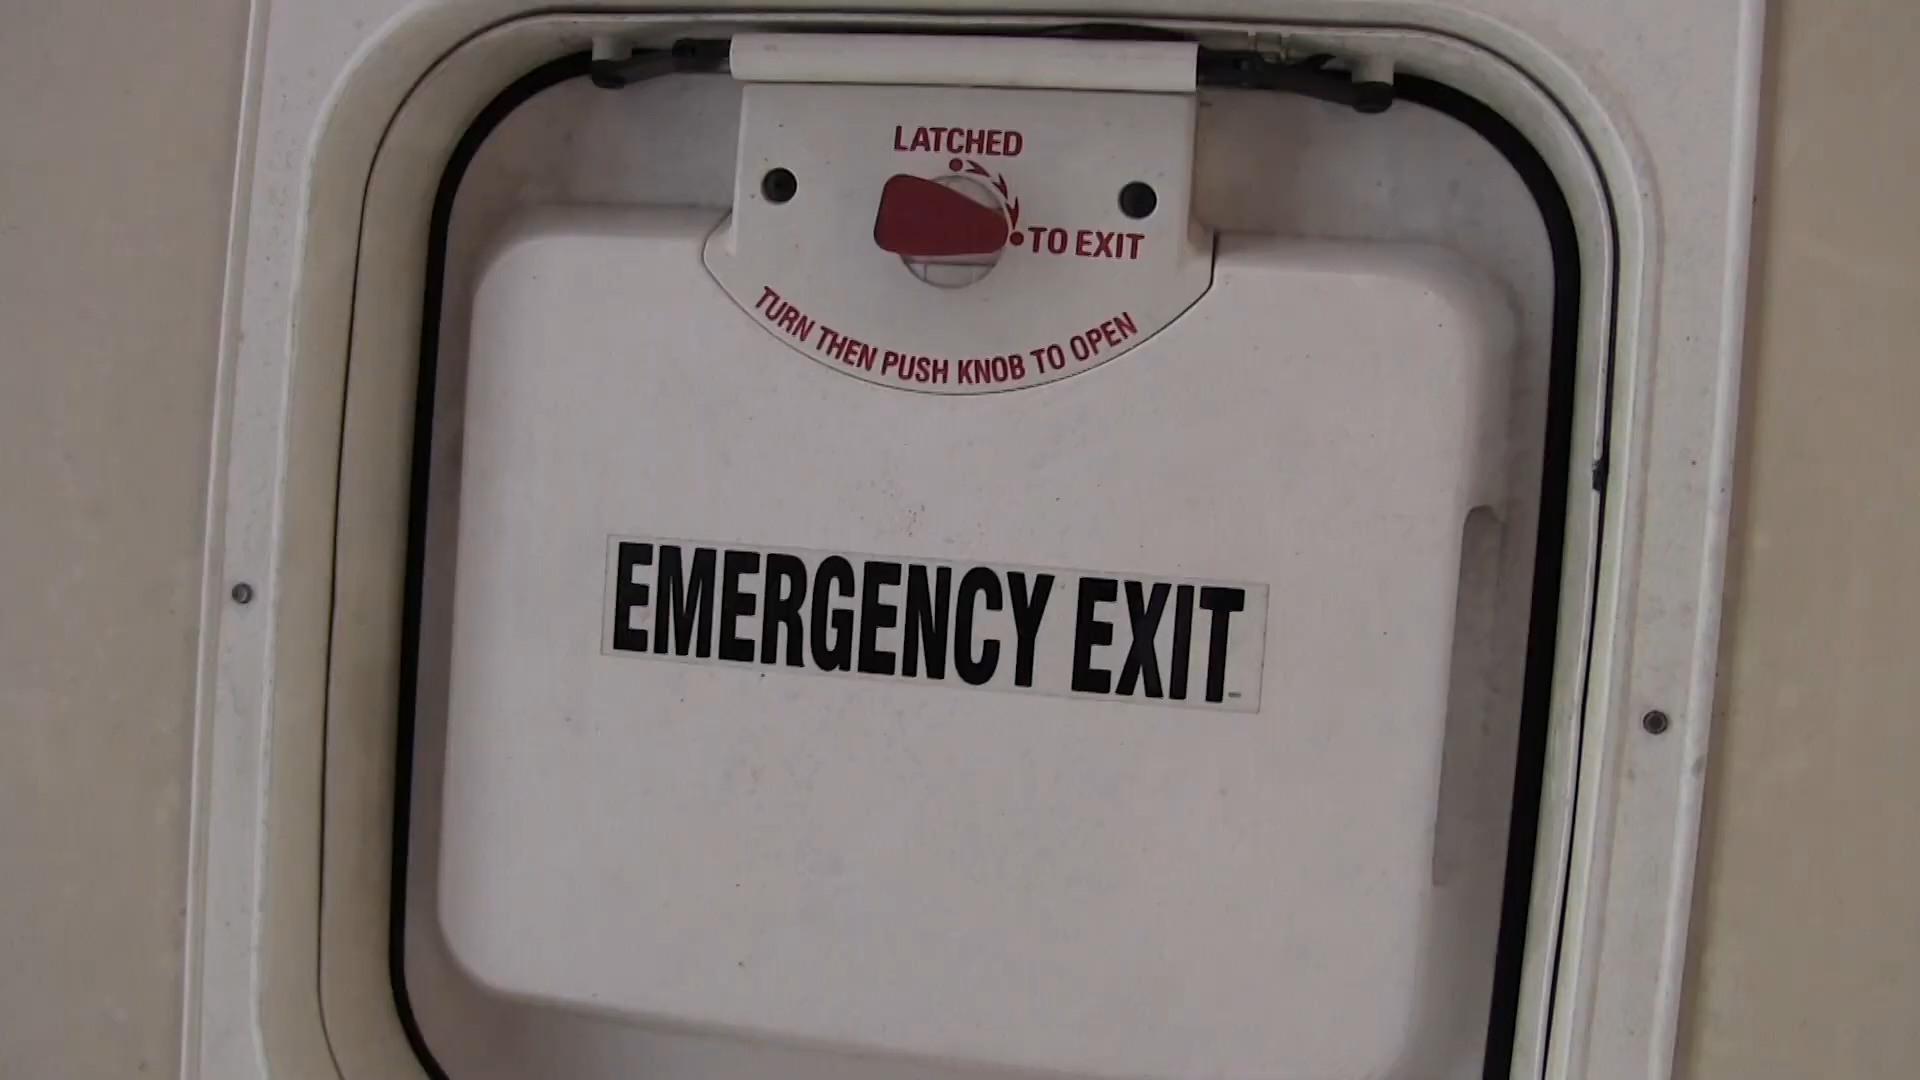 LATCHED
TO EXIT
TURN THEN PUSH KNOB TO OPEN
EMERGENCY EXIT